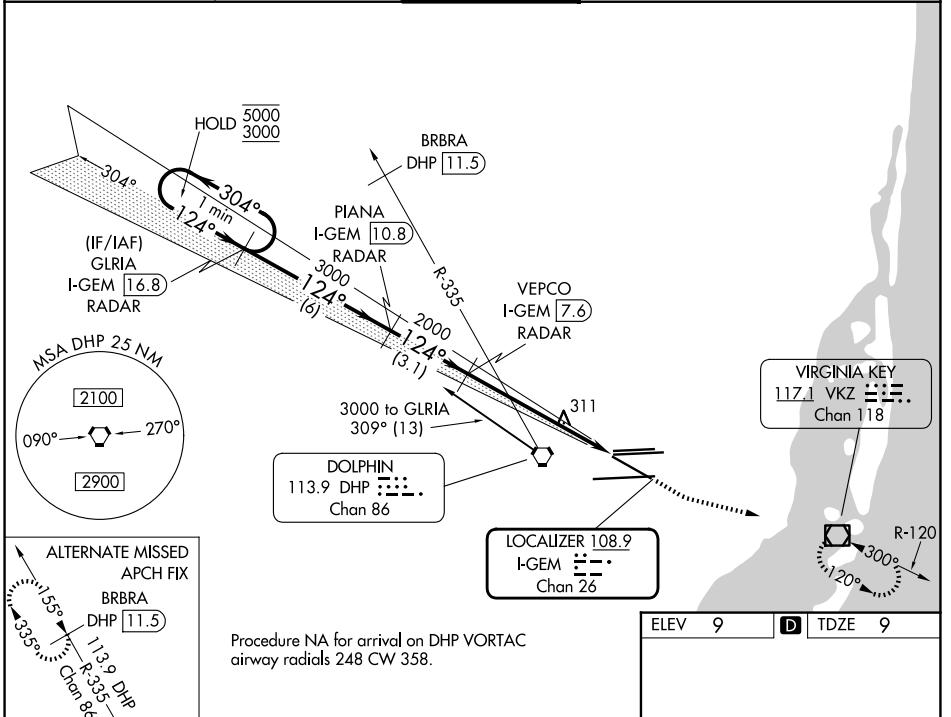 HOLD 5000
3000
BRBRA
DHP 11.5
304°
304°
1 min
124°
PIANA
I-GEM 10.8
RADAR
(IF/IAF)
GLRIA
I-GEM 16.8
RADAR
3000
124°
(6)
R-335
VEPCO
I-GEM 7.6
RADAR
2000
124°
(3.1)
MSA DHP 25 NM
2100
090°
270°
2900
3000 to GLRIA
309° (13)
311
VIRGINIA KEY
117.1 VKZ
Chan 118
DOLPHIN
113.9 DHP
Chan 86
LOCALIZER 108.9
I-GEM
Chan 26
R-120
300°
120°
ALTERNATE MISSED
APCH FIX
BRBRA
DHP 11.5
155°
335°
113.9 DHP
R-335
Chan 86
Procedure NA for arrival on DHP VORTAC
airway radials 248 CW 358.
ELEV 9 D TDZE 9